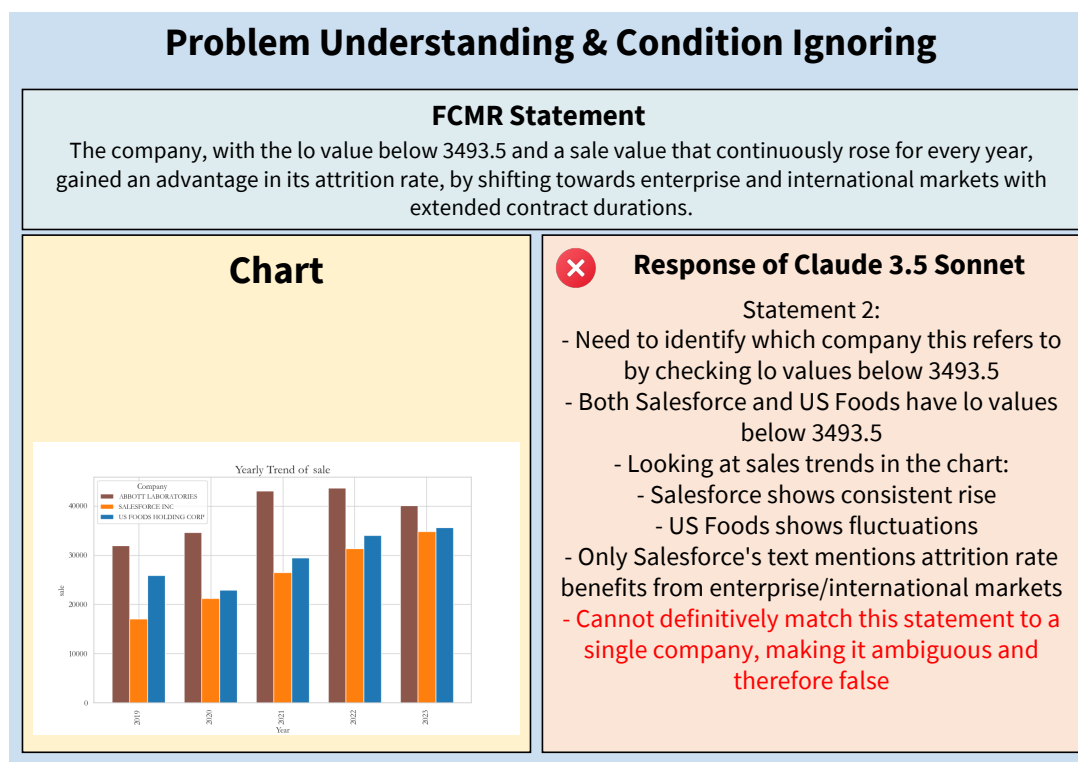 Problem Understanding & Condition Ignoring
FCMR Statement
The company, with the lo value below 3493.5 and a sale value that continuously rose for every year,
gained an advantage in its attrition rate, by shifting towards enterprise and international markets with
extended contract durations.
Chart
Yearly Trend of sale
Company
ABBOTT LABORATORIES
SALESFORCE INC
US FOODS HOLDING CORP
40000
30000
20000
10000
0
sale
2019
2020
2021
2022
2023
Year
Response of Claude 3.5 Sonnet
Statement 2:
- Need to identify which company this refers to
by checking lo values below 3493.5
- Both Salesforce and US Foods have lo values
below 3493.5
- Looking at sales trends in the chart:
- Salesforce shows consistent rise
- US Foods shows fluctuations
- Only Salesforce's text mentions attrition rate
benefits from enterprise/international markets
- Cannot definitively match this statement to a
single company, making it ambiguous and
therefore false